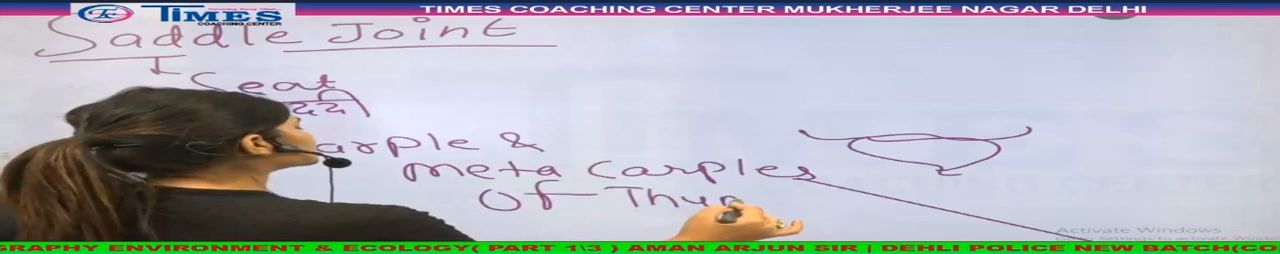 TIMES COACHING CENTER MUKHERJEE NAGAR DELHI
TIMES
COACHING CENTER
Saddle Joint
Seat
arple &
meta Carples
Of Thu
Activate Windows
GRAPHY ENVIRONMENT & ECOLOGY( PART 1\3 ) AMAN ARJUN SIR | DEHLI POLICE NEW BATCH(CO